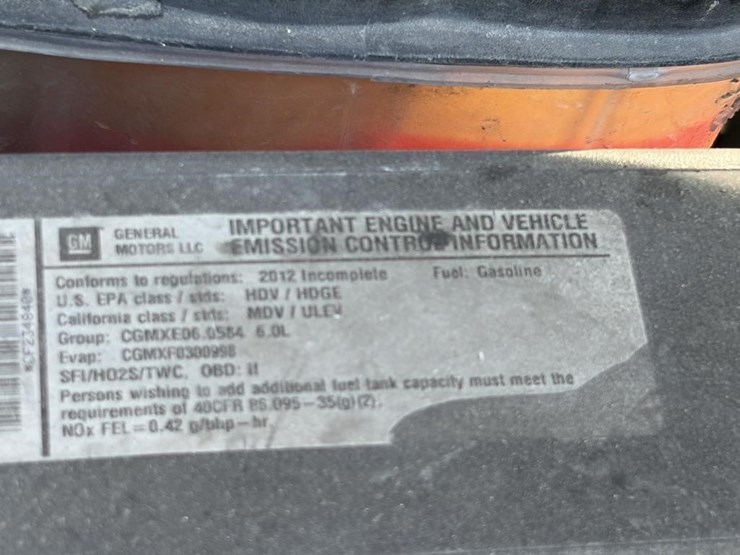 GM
GENERAL
MOTORS LLC
IMPORTANT ENGINE AND VEHICLE
EMISSION CONTROL INFORMATION
Conforms to regulations: 2012 Incomplete Fuel: Gasoline
U.S. EPA class / stds: HDV / HDGE
California class / stds: MDV / ULEV
Group: CGMXE06.0584 6.0L
Evap: CGMXF0300998
SFI/HO2S/TWC, OBD: II
Persons wishing to add additional fuel tank capacity must meet the
requirements of 40CFR 86.095-35(g)(2).
NOx FEL=0.42 g/bhp-hr